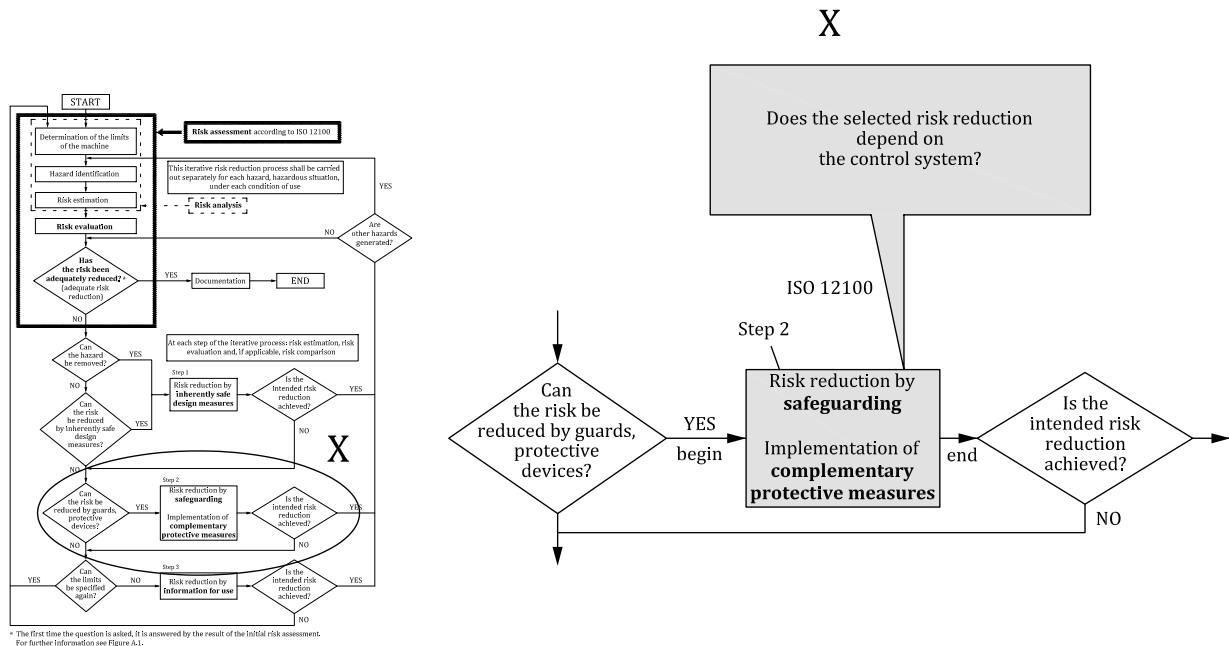 X
START
Risk assessment according to ISO 12100
Determination of the limits
of the machine
This iterative risk reduction process shall be carried
out separately for each hazard, hazardous situation,
under each condition of use
YES
Hazard identification
Risk estimation
Risk analysis
Risk evaluation
NO
Are
other hazards
generated?
Has
the risk been
adequately reduced? a
(adequate risk
reduction)
YES
Documentation
END
NO
At each step of the iterative process: risk estimation, risk
evaluation and, if applicable, risk comparison
Can
the hazard
be removed?
YES
NO
Step 1
Risk reduction by
inherently safe
design measures
Is the
intended risk
reduction
achieved?
YES
NO
Can
the risk
be reduced
by inherently safe
design
measures?
YES
NO
X
Can
the risk be
reduced by guards,
protective
devices?
YES
NO
Step 2
Risk reduction by
safeguarding
Implementation of
complementary
protective measures
Is the
intended risk
reduction
achieved?
YES
NO
YES
Can
the limits
be specified
again?
NO
Step 3
Risk reduction by
information for use
Is the
intended risk
reduction
achieved?
YES
NO
a The first time the question is asked, it is answered by the result of the initial risk assessment.
For further information see Figure A.1.
Does the selected risk reduction
depend on
the control system?
ISO 12100
Step 2
Can
the risk be
reduced by guards,
protective
devices?
YES
begin
Risk reduction by
safeguarding
Implementation of
complementary
protective measures
end
Is the
intended risk
reduction
achieved?
NO